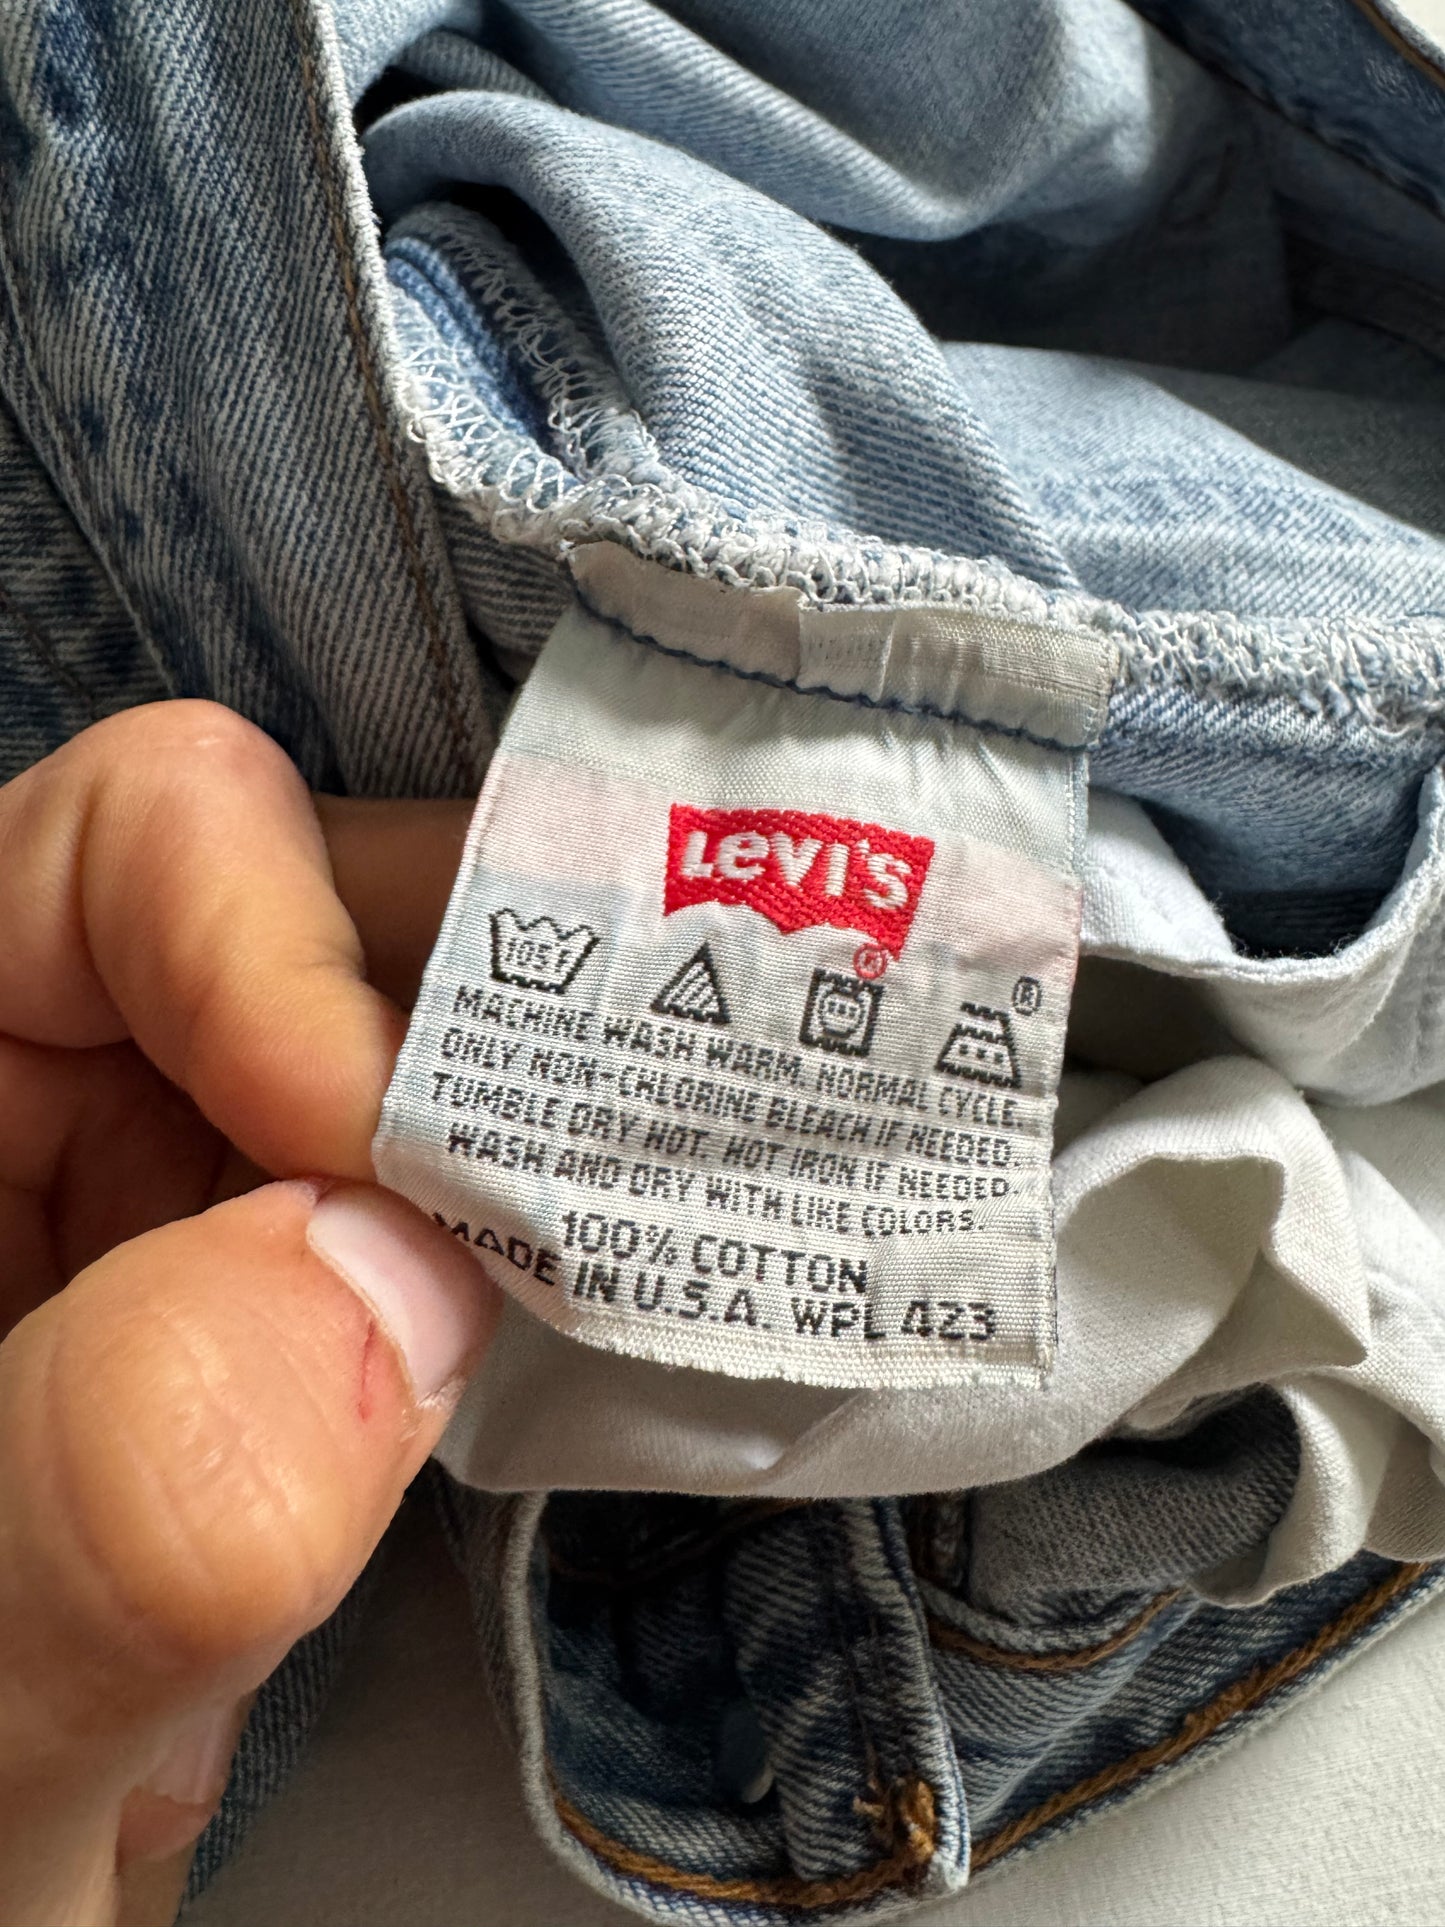 Levi's
®
105F
®
MACHINE WASH WARM. NORMAL CYCLE.
ONLY NON-CHLORINE BLEACH IF NEEDED.
TUMBLE DRY HOT. HOT IRON IF NEEDED.
WASH AND DRY WITH LIKE COLORS.
100% COTTON
MADE IN U.S.A. WPL 423